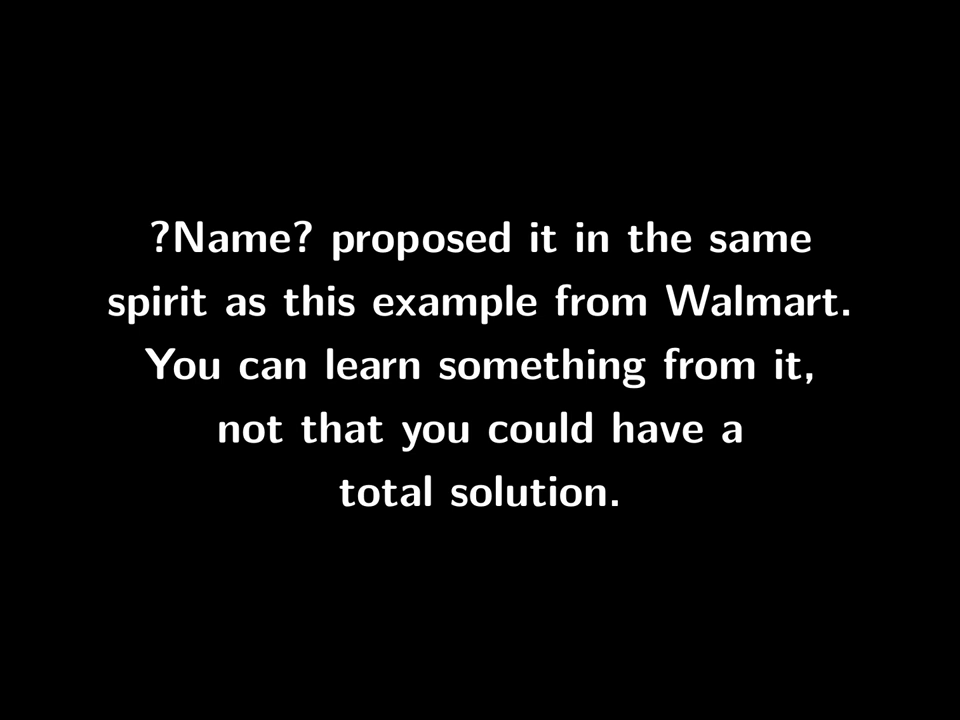 ?Name? proposed it in the same
spirit as this example from Walmart.
You can learn something from it,
not that you could have a
total solution.